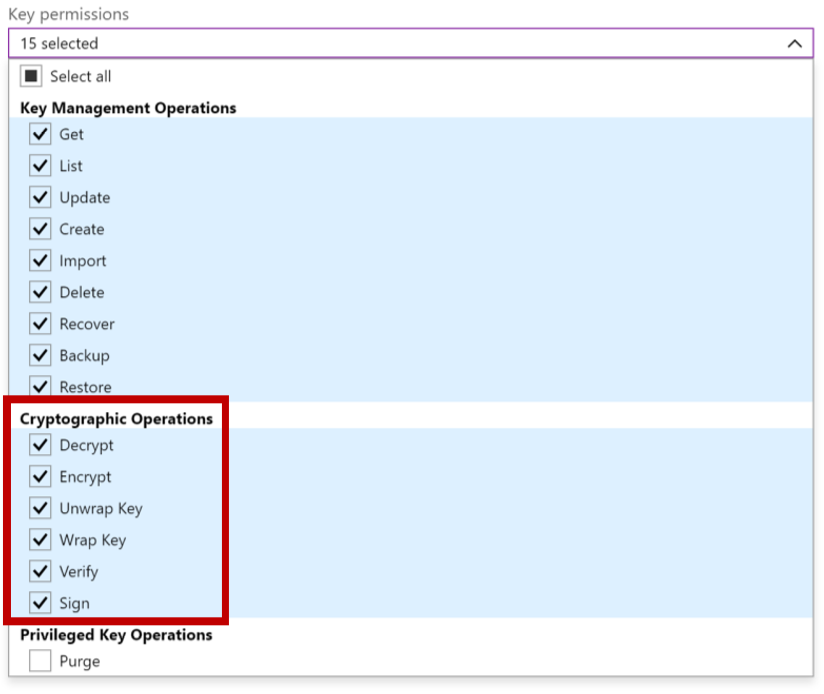 Key permissions
15 selected
Select all
Key Management Operations
Get
List
Update
Create
Import
Delete
Recover
Backup
Restore
Cryptographic Operations
Decrypt
Encrypt
Unwrap Key
Wrap Key
Verify
Sign
Privileged Key Operations
Purge